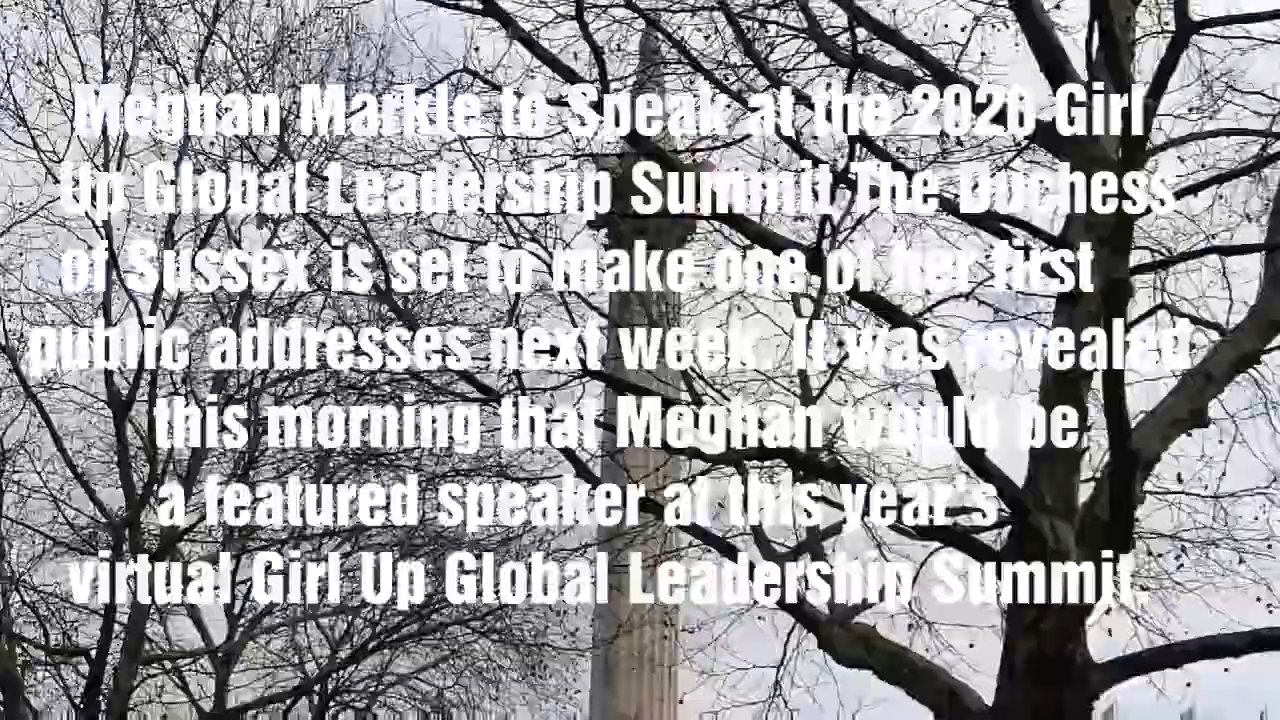 Meghan Markle to Speak at the 2020 Girl
Up Global Leadership Summit The Duchess
of Sussex is set to make one of her first
public addresses next week. It was revealed
this morning that Meghan would be
a featured speaker at this year's
virtual Girl Up Global Leadership Summit.